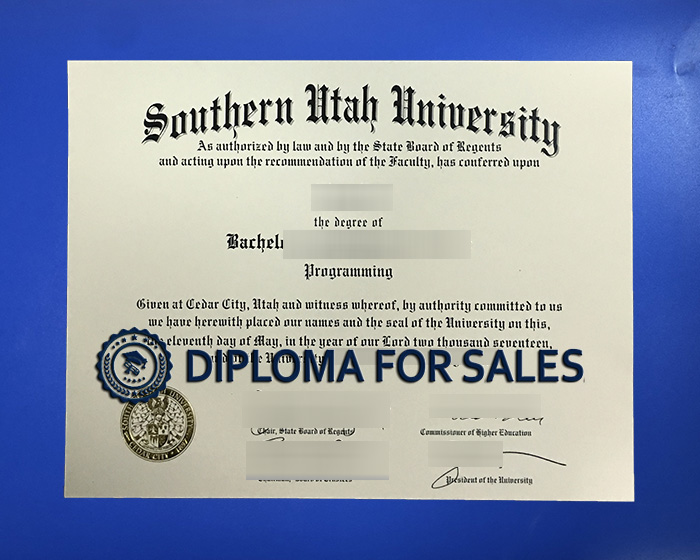 Southern Utah University
As authorized by law and by the State Board of Regents
and acting upon the recommendation of the Faculty, has conferred upon
the degree of
Programming
Given at Cedar City, Utah and witness whereof, by authority committed to us
we have herewith placed our names and the seal of the University on this,
eleventh day of May, in the year of our Lord two thousand seventeen,
the University
DIPLOMA FOR SALES
Chair, State Board of Regents
Commissioner of Higher Education
President of the University
CEDAR CITY